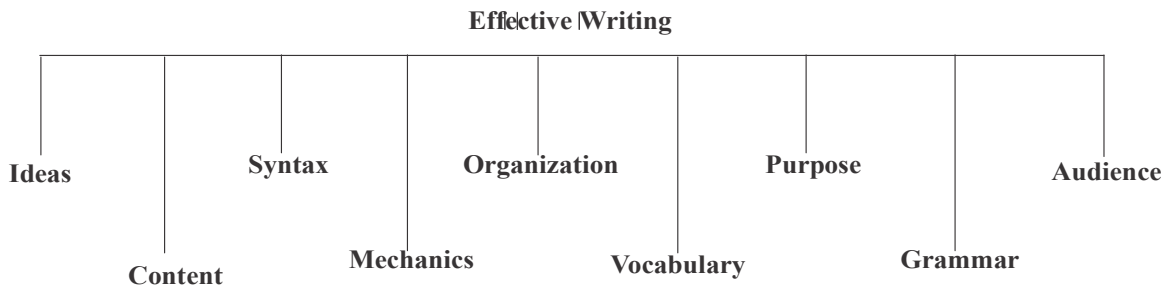 Effective Writing
Ideas
Syntax
Organization
Purpose
Audience
Content
Mechanics
Vocabulary
Grammar